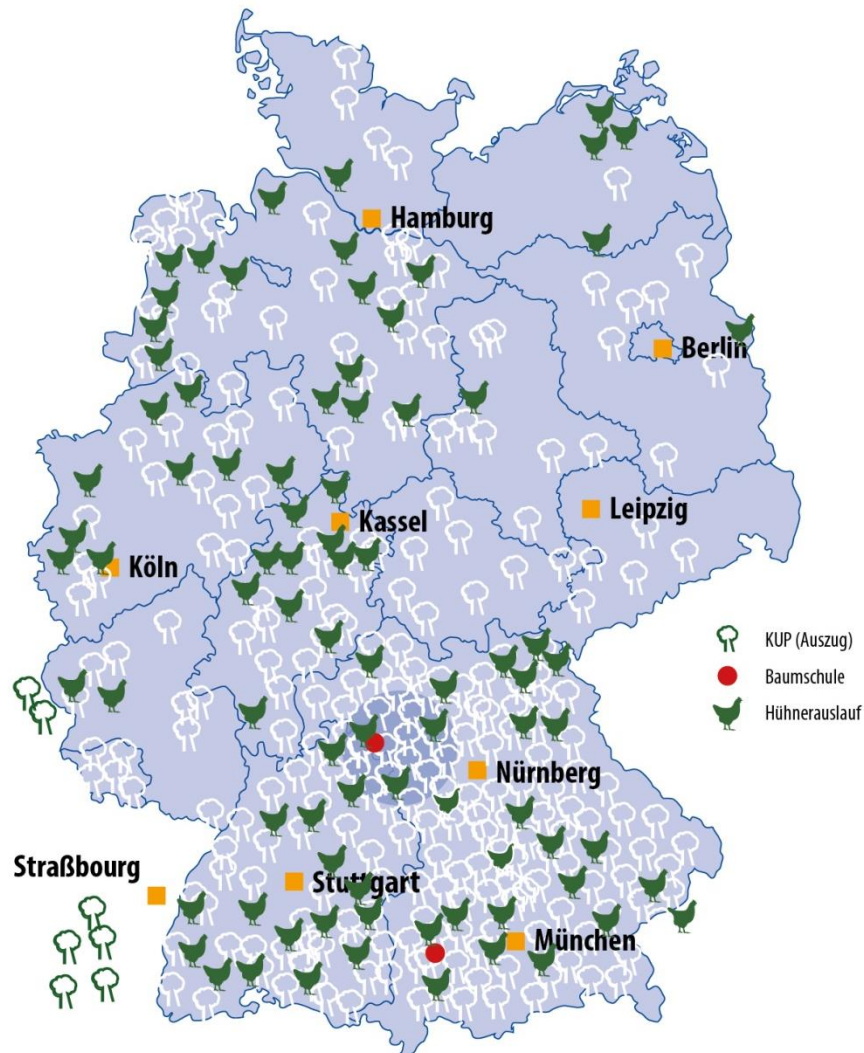 Hamburg
Berlin
Leipzig
Kassel
Köln
KUP (Auszug)
Baumschule
Hühnerauslauf
Nürnberg
Straßbourg
Stuttgart
München